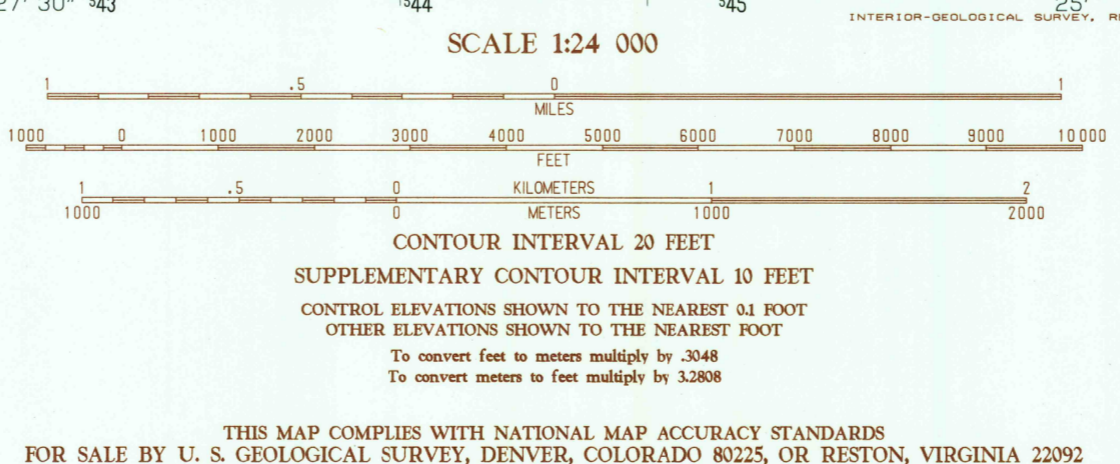 27' 30" 543 544 545 25'
INTERIOR-GEOLOGICAL SURVEY,
SCALE 1:24 000
1 .5 0 1
MILES
1000 0 1000 2000 3000 4000 5000 6000 7000 8000 9000 10 000
FEET
1 .5 0 KILOMETERS 1 2
1000 0 METERS 1000 2000
CONTOUR INTERVAL 20 FEET
SUPPLEMENTARY CONTOUR INTERVAL 10 FEET
CONTROL ELEVATIONS SHOWN TO THE NEAREST 0.1 FOOT
OTHER ELEVATIONS SHOWN TO THE NEAREST FOOT
To convert feet to meters multiply by .3048
To convert meters to feet multiply by 3.2808
THIS MAP COMPLIES WITH NATIONAL MAP ACCURACY STANDARDS
FOR SALE BY U. S. GEOLOGICAL SURVEY, DENVER, COLORADO 80225, OR RESTON, VIRGINIA 22092